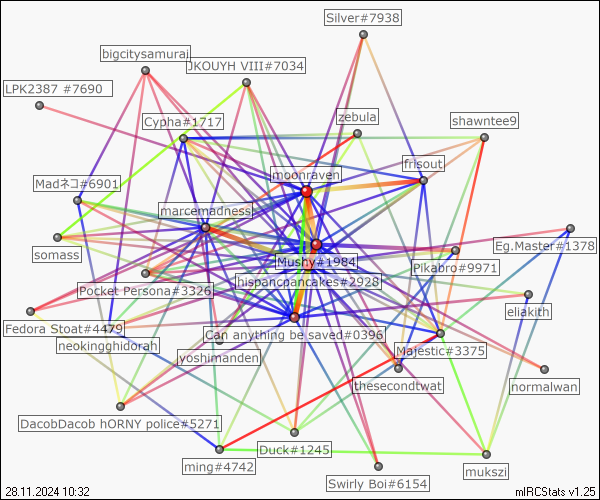 Silver#7938
bigcitysamurai
JKOUYH VIII#7034
LPK2387 #7690
zebula
Cypha#1717
shawntee9
frisout
moonraven
Madネコ#6901
marcemadness
Eg.Master#1378
somass
Mushy#1984
Pikabro#9971
hispancpancakes#2928
Pocket Persona#3326
eliakith
Fedora Stoat#4479
Can anything be saved#0396
neokingghidorah
Majestic#3375
yoshimanden
thesecondtwat
normalwan
DacobDacob hORNY police#5271
Duck#1245
ming#4742
mukszi
Swirly Boi#6154
28.11.2024 10:32
mIRCStats v1.25